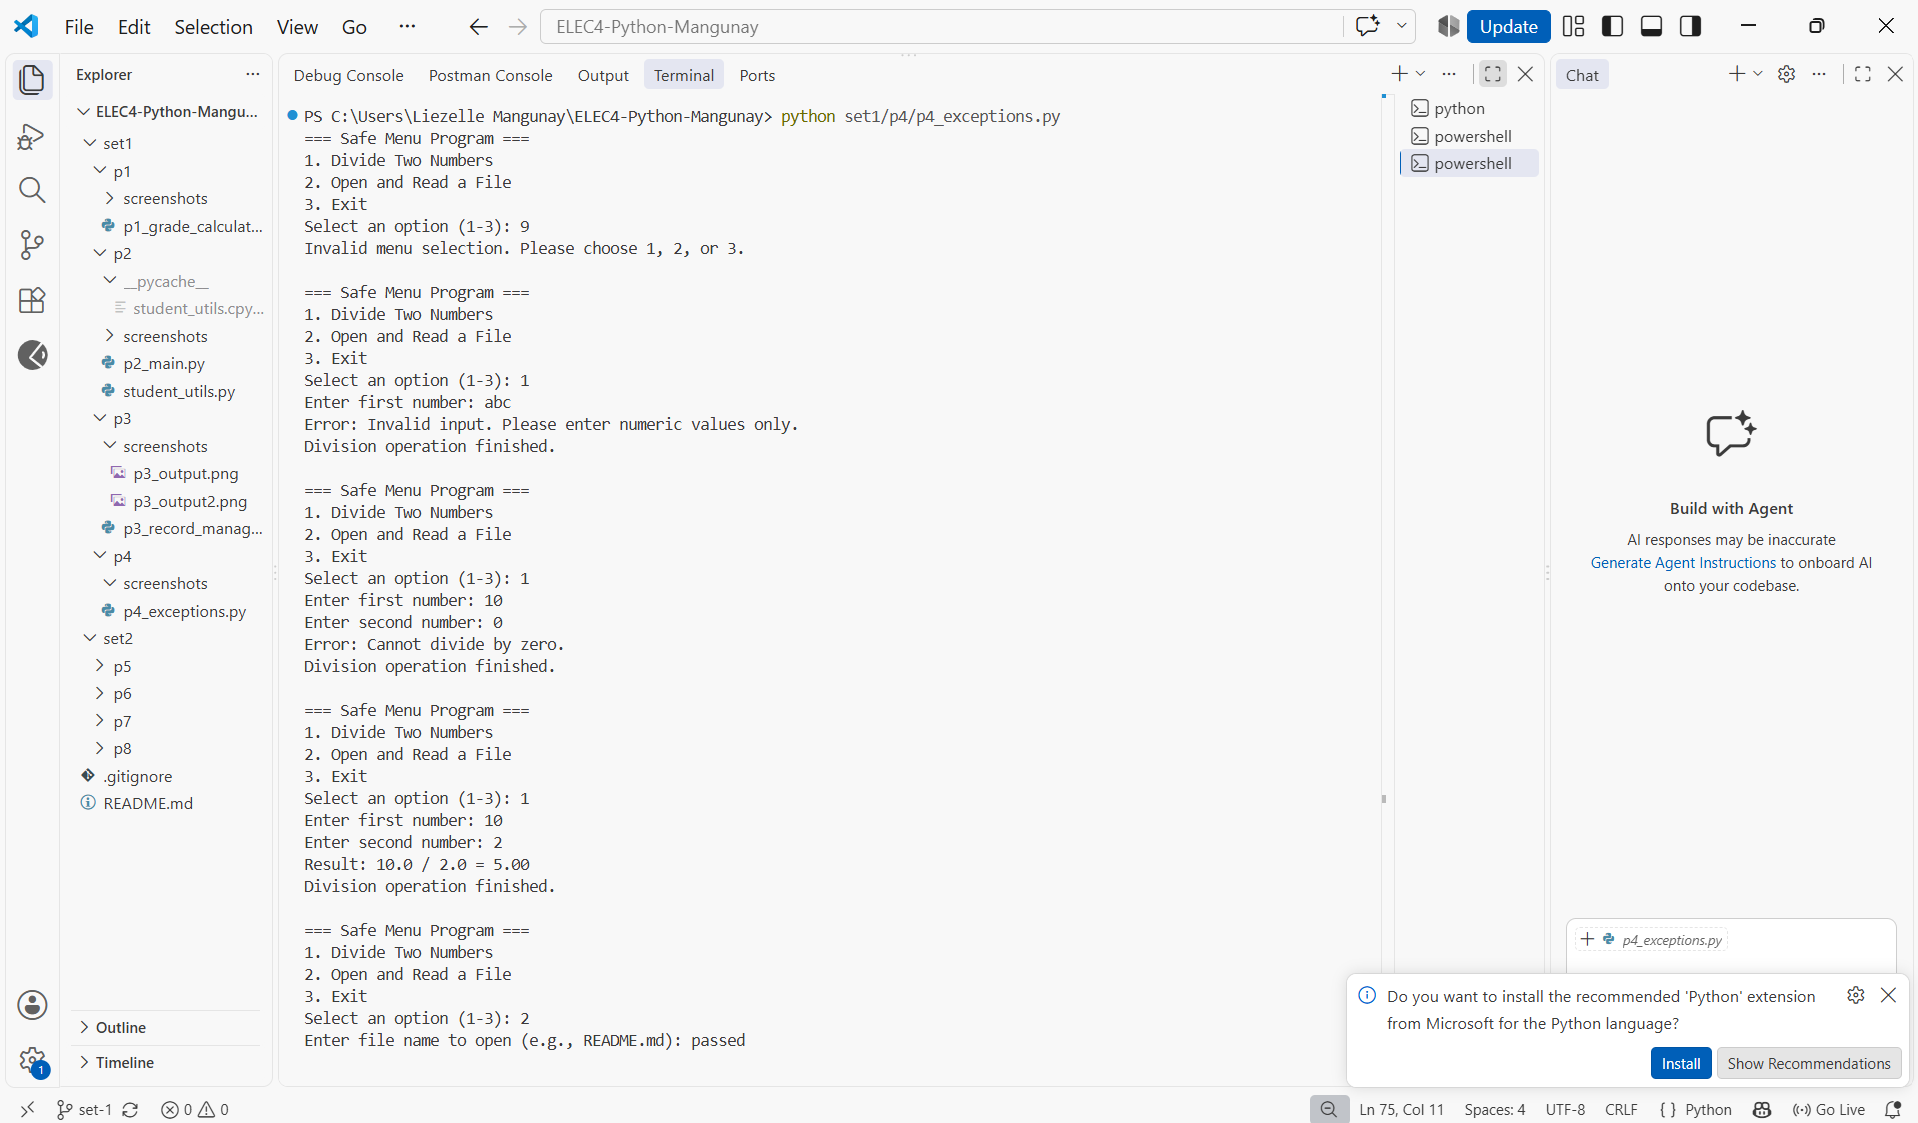 File Edit Selection View Go ···
ELEC4-Python-Mangunay
Update
Explorer
ELEC4-Python-Mangu...
set1
p1
screenshots
p1_grade_calculat...
p2
__pycache__
student_utils.cpy...
screenshots
p2_main.py
student_utils.py
p3
screenshots
p3_output.png
p3_output2.png
p3_record_manag...
p4
screenshots
p4_exceptions.py
set2
p5
p6
p7
p8
.gitignore
README.md
Outline
Timeline
Debug Console Postman Console Output Terminal Ports
PS C:\Users\Liezelle Mangunay\ELEC4-Python-Mangunay> python set1/p4/p4_exceptions.py
=== Safe Menu Program ===
1. Divide Two Numbers
2. Open and Read a File
3. Exit
Select an option (1-3): 9
Invalid menu selection. Please choose 1, 2, or 3.
=== Safe Menu Program ===
1. Divide Two Numbers
2. Open and Read a File
3. Exit
Select an option (1-3): 1
Enter first number: abc
Error: Invalid input. Please enter numeric values only.
Division operation finished.
=== Safe Menu Program ===
1. Divide Two Numbers
2. Open and Read a File
3. Exit
Select an option (1-3): 1
Enter first number: 10
Enter second number: 0
Error: Cannot divide by zero.
Division operation finished.
=== Safe Menu Program ===
1. Divide Two Numbers
2. Open and Read a File
3. Exit
Select an option (1-3): 1
Enter first number: 10
Enter second number: 2
Result: 10.0 / 2.0 = 5.00
Division operation finished.
=== Safe Menu Program ===
1. Divide Two Numbers
2. Open and Read a File
3. Exit
Select an option (1-3): 2
Enter file name to open (e.g., README.md): passed
python
powershell
powershell
Chat
Build with Agent
AI responses may be inaccurate
Generate Agent Instructions to onboard AI
onto your codebase.
p4_exceptions.py
Do you want to install the recommended 'Python' extension
from Microsoft for the Python language?
Install Show Recommendations
1
set-1 0 0 Ln 75, Col 11 Spaces: 4 UTF-8 CRLF { } Python Go Live